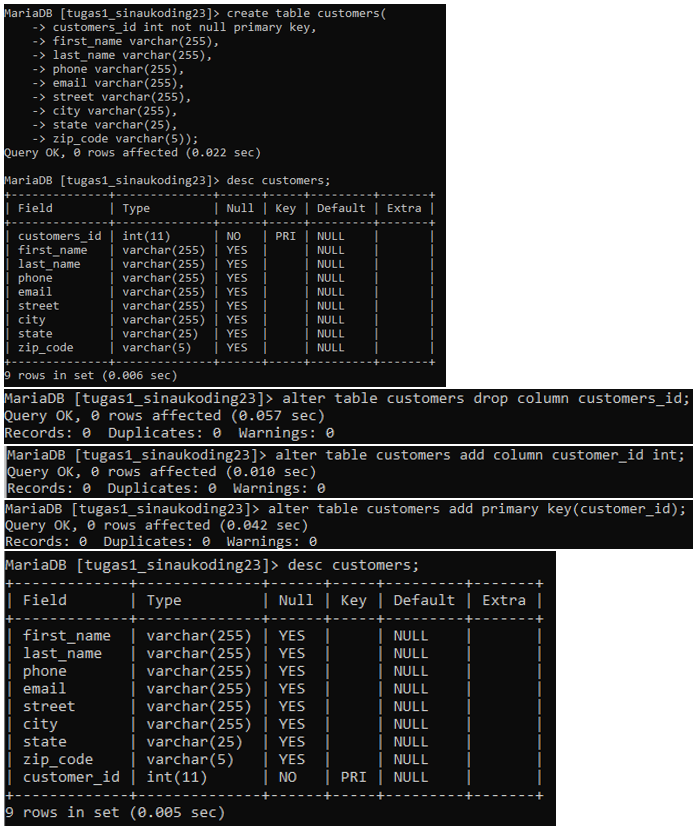 MariaDB [tugas1_sinaukoding23]> create table customers(
    -> customers_id int not null primary key,
    -> first_name varchar(255),
    -> last_name varchar(255),
    -> phone varchar(255),
    -> email varchar(255),
    -> street varchar(255),
    -> city varchar(255),
    -> state varchar(25),
    -> zip_code varchar(5));
Query OK, 0 rows affected (0.022 sec)

MariaDB [tugas1_sinaukoding23]> desc customers;
+--------------+--------------+------+-----+---------+-------+
| Field        | Type         | Null | Key | Default | Extra |
+--------------+--------------+------+-----+---------+-------+
| customers_id | int(11)      | NO   | PRI | NULL    |       |
| first_name   | varchar(255) | YES  |     | NULL    |       |
| last_name    | varchar(255) | YES  |     | NULL    |       |
| phone        | varchar(255) | YES  |     | NULL    |       |
| email        | varchar(255) | YES  |     | NULL    |       |
| street       | varchar(255) | YES  |     | NULL    |       |
| city         | varchar(255) | YES  |     | NULL    |       |
| state        | varchar(25)  | YES  |     | NULL    |       |
| zip_code     | varchar(5)   | YES  |     | NULL    |       |
+--------------+--------------+------+-----+---------+-------+
9 rows in set (0.006 sec)
MariaDB [tugas1_sinaukoding23]> alter table customers drop column customers_id;
Query OK, 0 rows affected (0.057 sec)
Records: 0  Duplicates: 0  Warnings: 0
MariaDB [tugas1_sinaukoding23]> alter table customers add column customer_id int;
Query OK, 0 rows affected (0.010 sec)
Records: 0  Duplicates: 0  Warnings: 0
MariaDB [tugas1_sinaukoding23]> alter table customers add primary key(customer_id);
Query OK, 0 rows affected (0.042 sec)
Records: 0  Duplicates: 0  Warnings: 0
MariaDB [tugas1_sinaukoding23]> desc customers;
+-------------+--------------+------+-----+---------+-------+
| Field       | Type         | Null | Key | Default | Extra |
+-------------+--------------+------+-----+---------+-------+
| first_name  | varchar(255) | YES  |     | NULL    |       |
| last_name   | varchar(255) | YES  |     | NULL    |       |
| phone       | varchar(255) | YES  |     | NULL    |       |
| email       | varchar(255) | YES  |     | NULL    |       |
| street      | varchar(255) | YES  |     | NULL    |       |
| city        | varchar(255) | YES  |     | NULL    |       |
| state       | varchar(25)  | YES  |     | NULL    |       |
| zip_code    | varchar(5)   | YES  |     | NULL    |       |
| customer_id | int(11)      | NO   | PRI | NULL    |       |
+-------------+--------------+------+-----+---------+-------+
9 rows in set (0.005 sec)